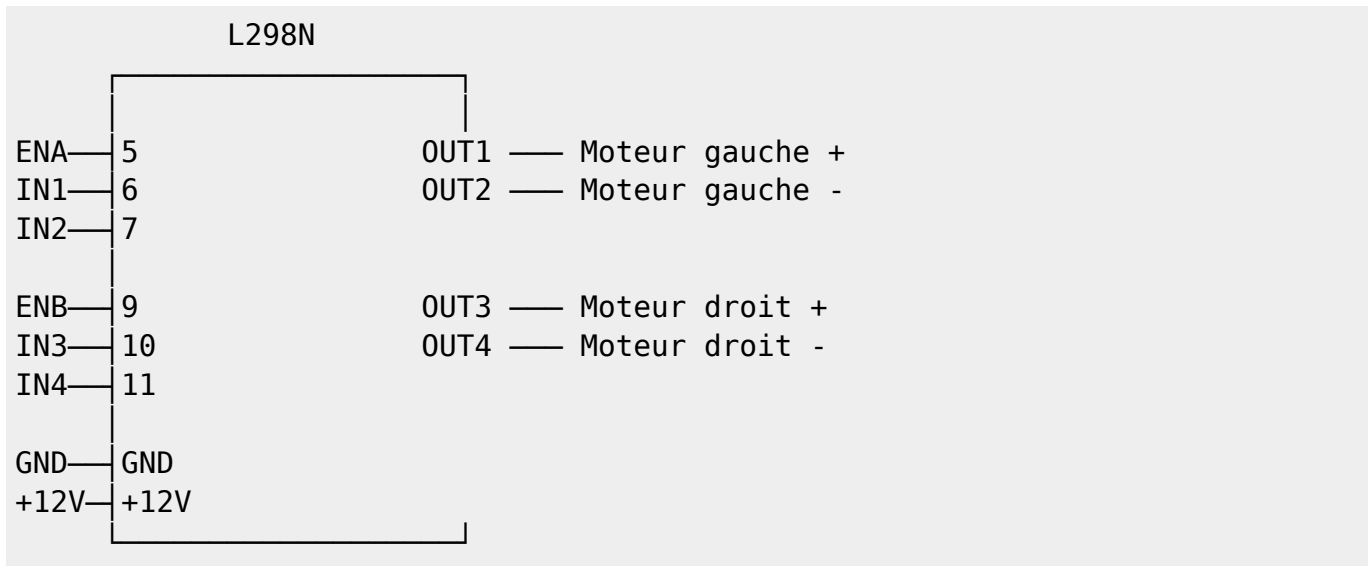 L298N
ENA 5 OUT1 Moteur gauche +
IN1 6 OUT2 Moteur gauche -
IN2 7
ENB 9 OUT3 Moteur droit +
IN3 10 OUT4 Moteur droit -
IN4 11
GND GND
+12V +12V